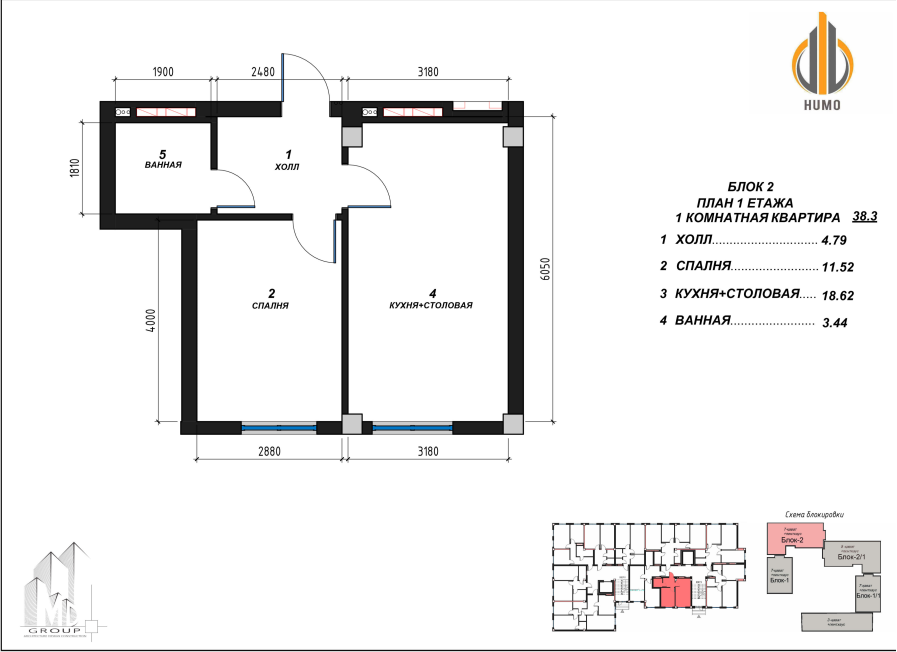 1900
2480
3180
HUMO
1810
5
ВАННАЯ
1
ХОЛЛ
БЛОК 2
ПЛАН 1 ЕТАЖА
1 КОМНАТНАЯ КВАРТИРА 38.3
1 ХОЛЛ............................ 4.79
2 СПАЛНЯ....................... 11.52
3 КУХНЯ+СТОЛОВАЯ..... 18.62
4 ВАННАЯ...................... 3.44
6050
4000
2
СПАЛНЯ
4
КУХНЯ+СТОЛОВАЯ
2880
3180
Схема блокировки
Блок-2
Блок-2/1
Блок-1
Блок-1/1
MD
GROUP